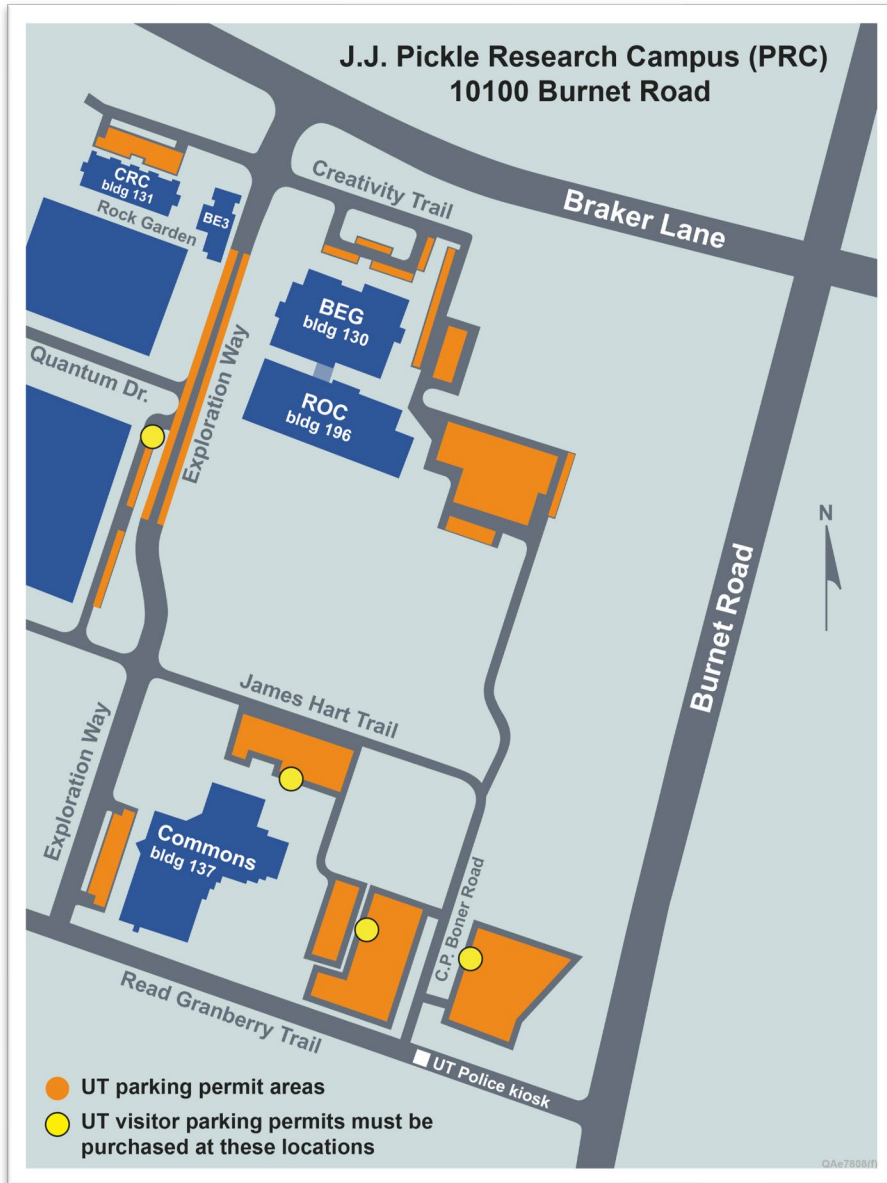 J.J. Pickle Research Campus (PRC)
10100 Burnet Road
Creativity Trail
Braker Lane
CRC
bldg 131
BE3
Rock Garden
BEG
bldg 130
Quantum Dr.
Exploration Way
ROC
bldg 196
N
Burnet Road
James Hart Trail
Exploration Way
Commons
bldg 137
C.P. Boner Road
Read Granberry Trail
UT Police kiosk
UT parking permit areas
UT visitor parking permits must be
purchased at these locations
QAe7808(f)